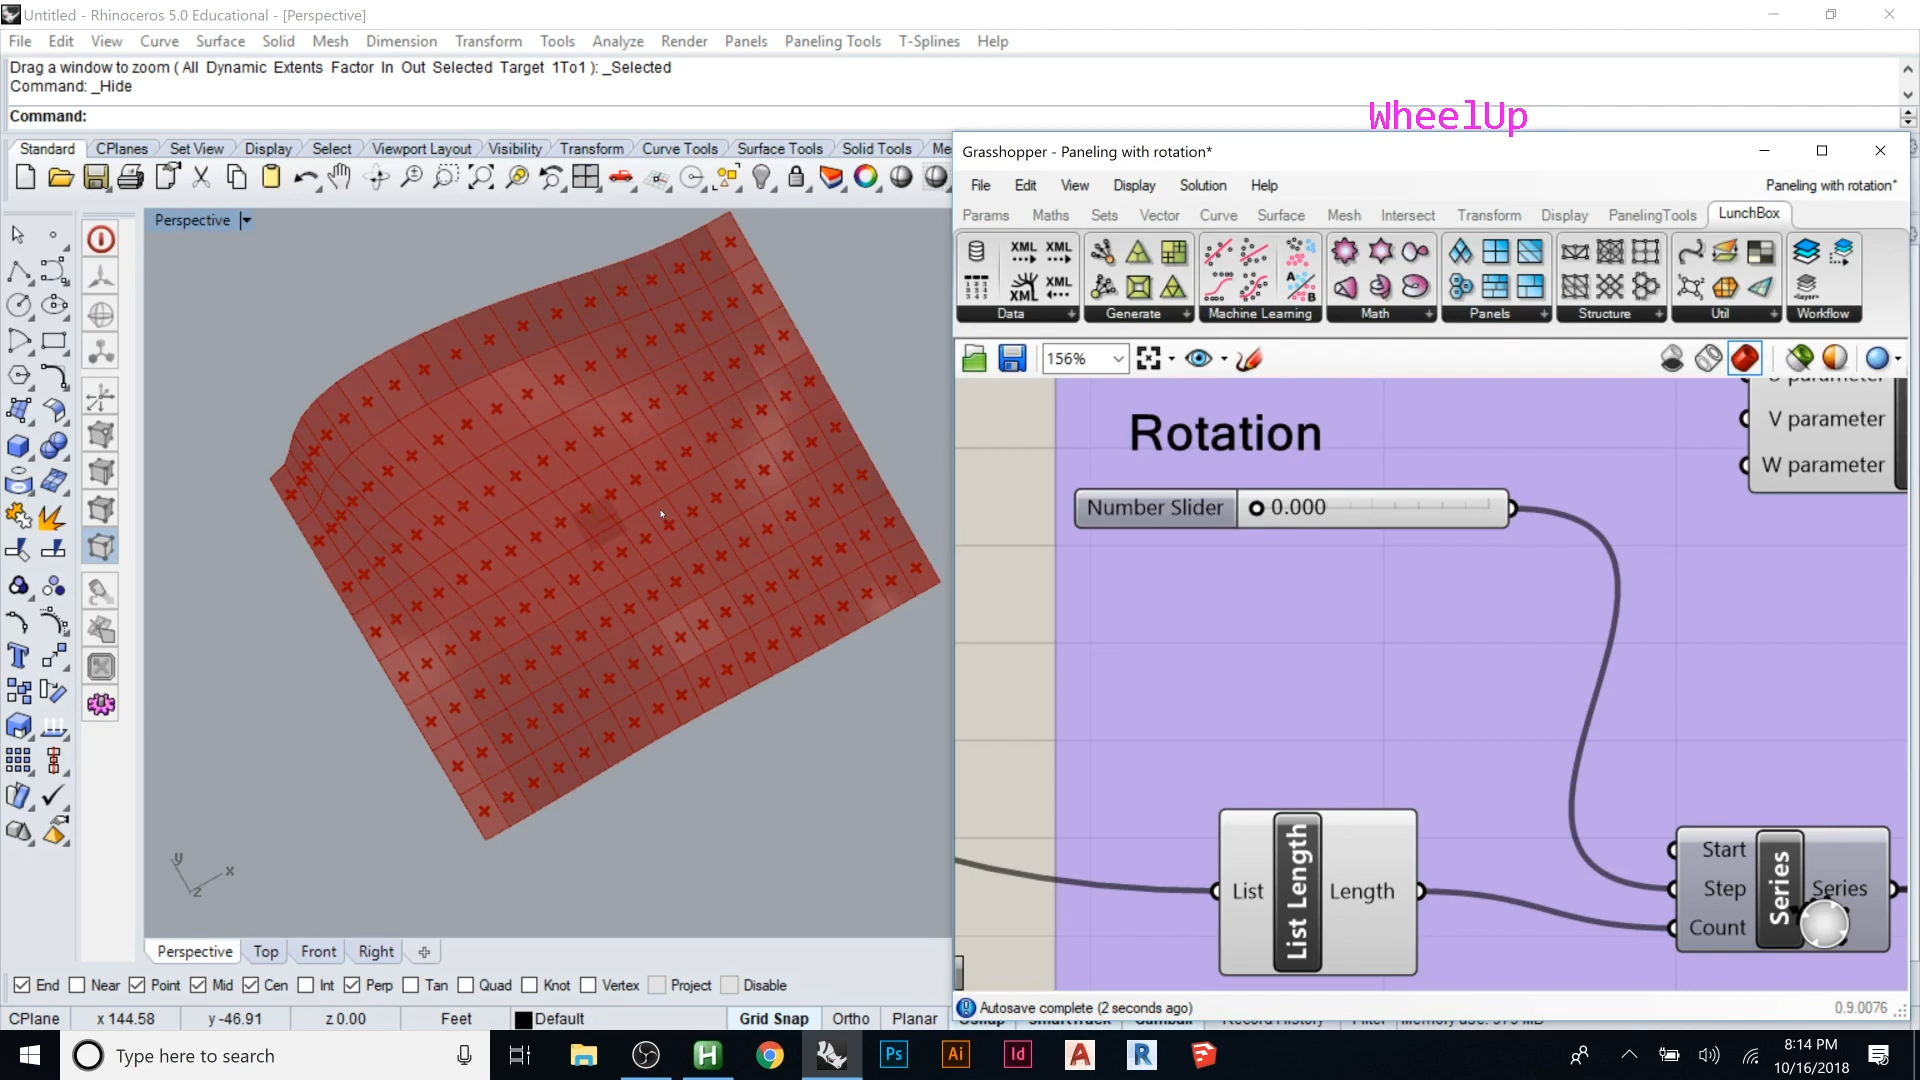 Untitled - Rhinoceros 5.0 Educational - [Perspective]
File Edit View Curve Surface Solid Mesh Dimension Transform Tools Analyze Render Panels Paneling Tools T-Splines Help
Drag a window to zoom ( All Dynamic Extents Factor In Out Selected Target 1To1 ): _Selected
Command: _Hide
Command:
WheelUp
Standard CPlanes Set View Display Select Viewport Layout Visibility Transform Curve Tools Surface Tools Solid Tools Me
Grasshopper - Paneling with rotation*
File Edit View Display Solution Help
Paneling with rotation*
Params Maths Sets Vector Curve Surface Mesh Intersect Transform Display PanelingTools LunchBox
XML XML
XML XML
Data Generate Machine Learning Math Panels Structure Util Workflow
156%
Perspective
Rotation
V parameter
W parameter
Number Slider 0.000
List List Length Length
Start
Step
Count
Series
Series
y x z
Perspective Top Front Right
End Near Point Mid Cen Int Perp Tan Quad Knot Vertex Project Disable
Autosave complete (2 seconds ago)
0.9.0076
CPlane x 144.58 y -46.91 z 0.00 Feet Default Grid Snap Ortho Planar
Type here to search
Ps Ai Id A R
8:14 PM
10/16/2018